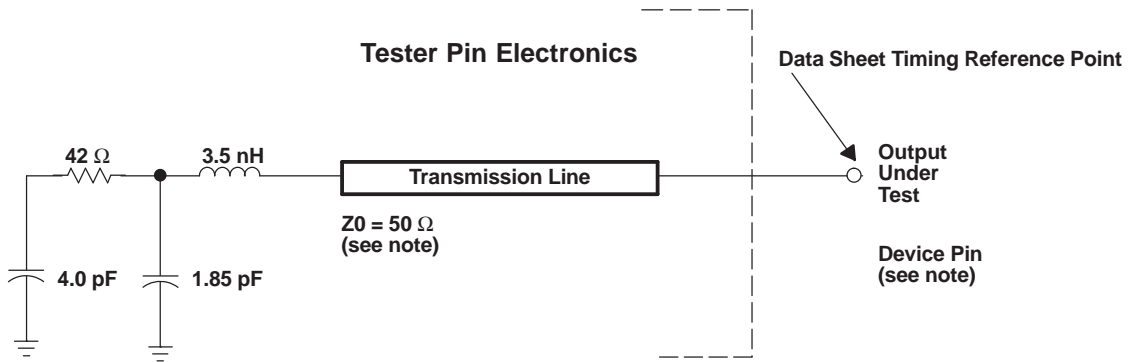 Tester Pin Electronics
Data Sheet Timing Reference Point
42 Ω
3.5 nH
Transmission Line
Output
Under
Test
Z0 = 50 Ω
(see note)
Device Pin
(see note)
4.0 pF
1.85 pF